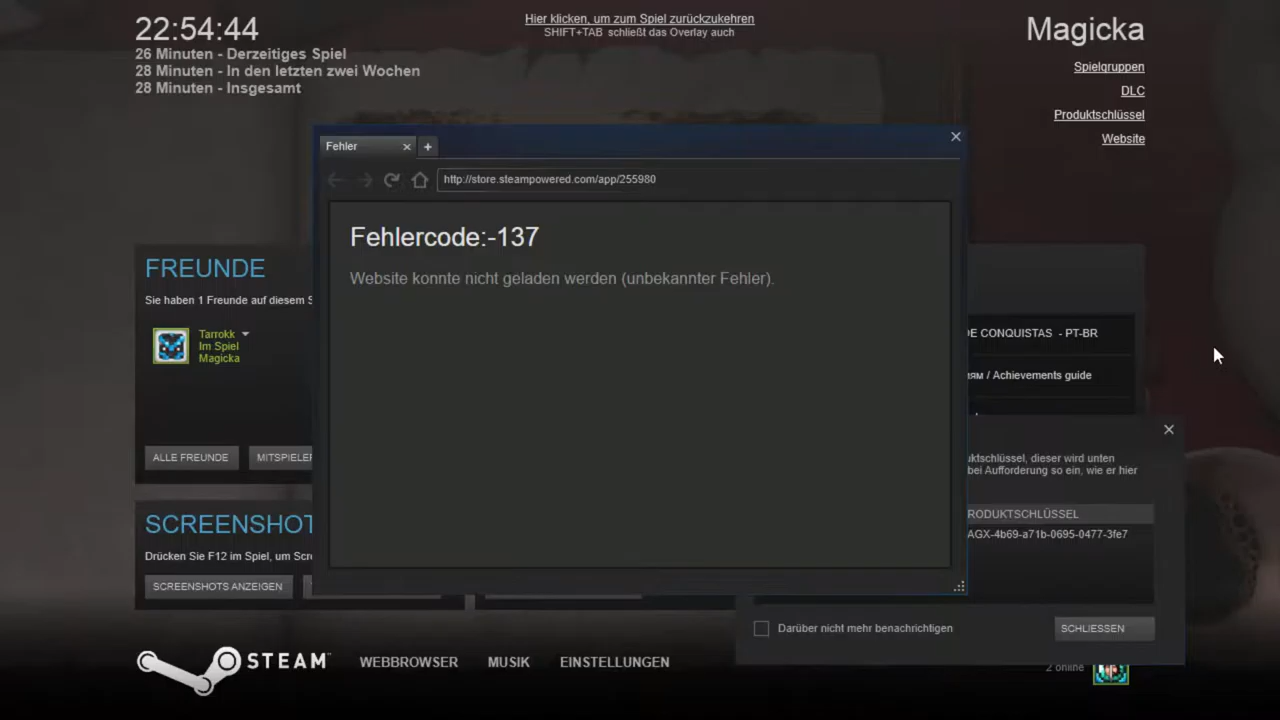 22:54:44
26 Minuten - Derzeitiges Spiel
28 Minuten - In den letzten zwei Wochen
28 Minuten - Insgesamt
Hier klicken, um zum Spiel zurückzukehren
SHIFT+TAB schließt das Overlay auch
Magicka
Spielgruppen
DLC
Produktschlüssel
Website
Fehler
http://store.steampowered.com/app/255980
Fehlercode:-137
Website konnte nicht geladen werden (unbekannter Fehler).
FREUNDE
Sie haben 1 Freunde auf diesem S
Tarrokk
Im Spiel
Magicka
ALLE FREUNDE
MITSPIELER
DE CONQUISTAS - PT-BR
ям / Achievements guide
uktschlüssel, dieser wird unten
bei Aufforderung so ein, wie er hier
RODUKTSCHLÜSSEL
AGX-4b69-a71b-0695-0477-3fe7
SCREENSHOT
Drücken Sie F12 im Spiel, um Scre
SCREENSHOTS ANZEIGEN
Darüber nicht mehr benachrichtigen
SCHLIESSEN
STEAM™
WEBBROWSER
MUSIK
EINSTELLUNGEN
2 online